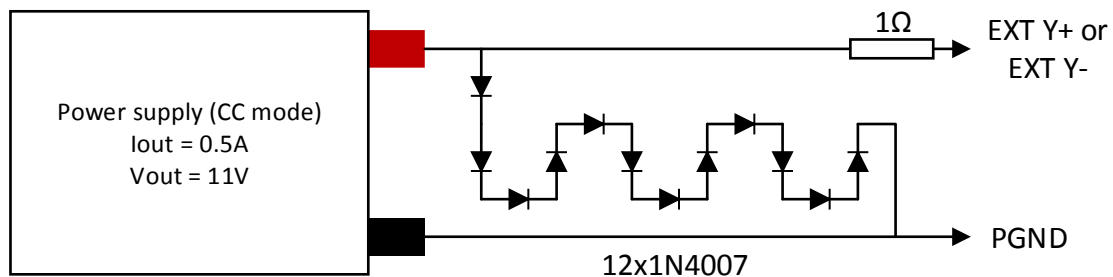 1Ω
EXT Y+ or
EXT Y-
Power supply (CC mode)
Iout = 0.5A
Vout = 11V
PGND
12x1N4007